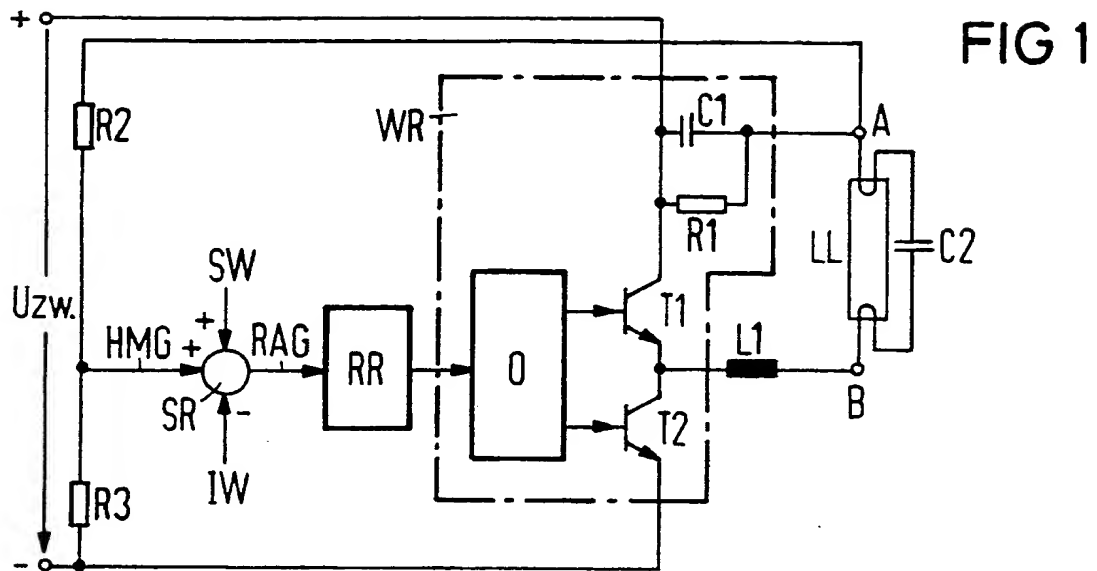 FIG 1
+
R2
WR
C1
A
R1
LL
C2
Uzw.
SW
+
HMG
+
RAG
SR
-
IW
RR
O
T1
T2
L1
B
R3
-